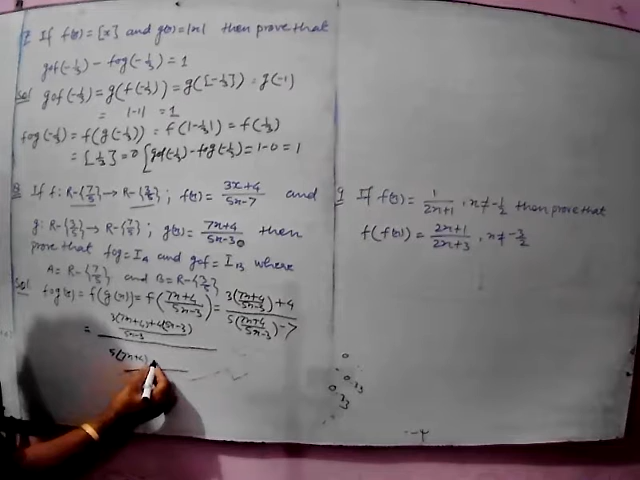 Q If f(x) = [x] and g(x) = |x| then prove that
gof(-1/3) - fog(-1/3) = 1
Sol gof(-1/3) = g(f(-1/3)) = g([-1/3]) = g(-1)
= |-1| = 1
fog(-1/3) = f(g(-1/3)) = f(|-1/3|) = f(1/3)
= [1/3] = 0 [gof(-1/3) - fog(-1/3) = 1-0 = 1
Q If f: R-{7/5} → R-{3/5}; f(x) = (3x+4)/(5x-7) and
g: R-{3/5} → R-{7/5}; g(x) = (7x+4)/(5x-3) then
prove that fog = I_A and gof = I_B where
A = R-{7/5} and B = R-{3/5}
Sol fog(x) = f(g(x)) = f((7x+4)/(5x-3)) = (3((7x+4)/(5x-3))+4)/(5((7x+4)/(5x-3))-7)
= (3(7x+4)+4(5x-3))/(5x-3)
5(7x+4)
Q If f(x) = 1/(2x+1), x≠-1/2 then prove that
f(f(x)) = (2x+1)/(2x+3), x≠-3/2